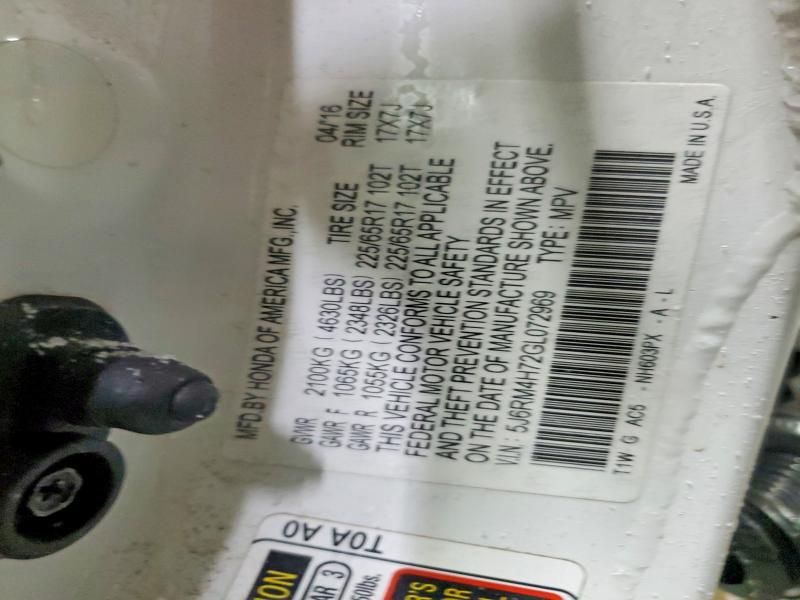 MFD.BY HONDA OF AMERICA MFG.,INC. 04/16
GVWR 2100KG (4630LBS) TIRE SIZE RIM SIZE
GAWR F 1065KG (2348LBS) 225/65R17 102T 17X7J
GAWR R 1055KG (2326LBS) 225/65R17 102T 17X7J
THIS VEHICLE CONFORMS TO ALL APPLICABLE
FEDERAL MOTOR VEHICLE SAFETY
AND THEFT PREVENTION STANDARDS IN EFFECT
ON THE DATE OF MANUFACTURE SHOWN ABOVE.
V.I.N.: 5J6RM4H72GL072969 TYPE: MPV
T1W G AC5 -NH603PX -A-L
MADE IN U.S.A.
T0A A0